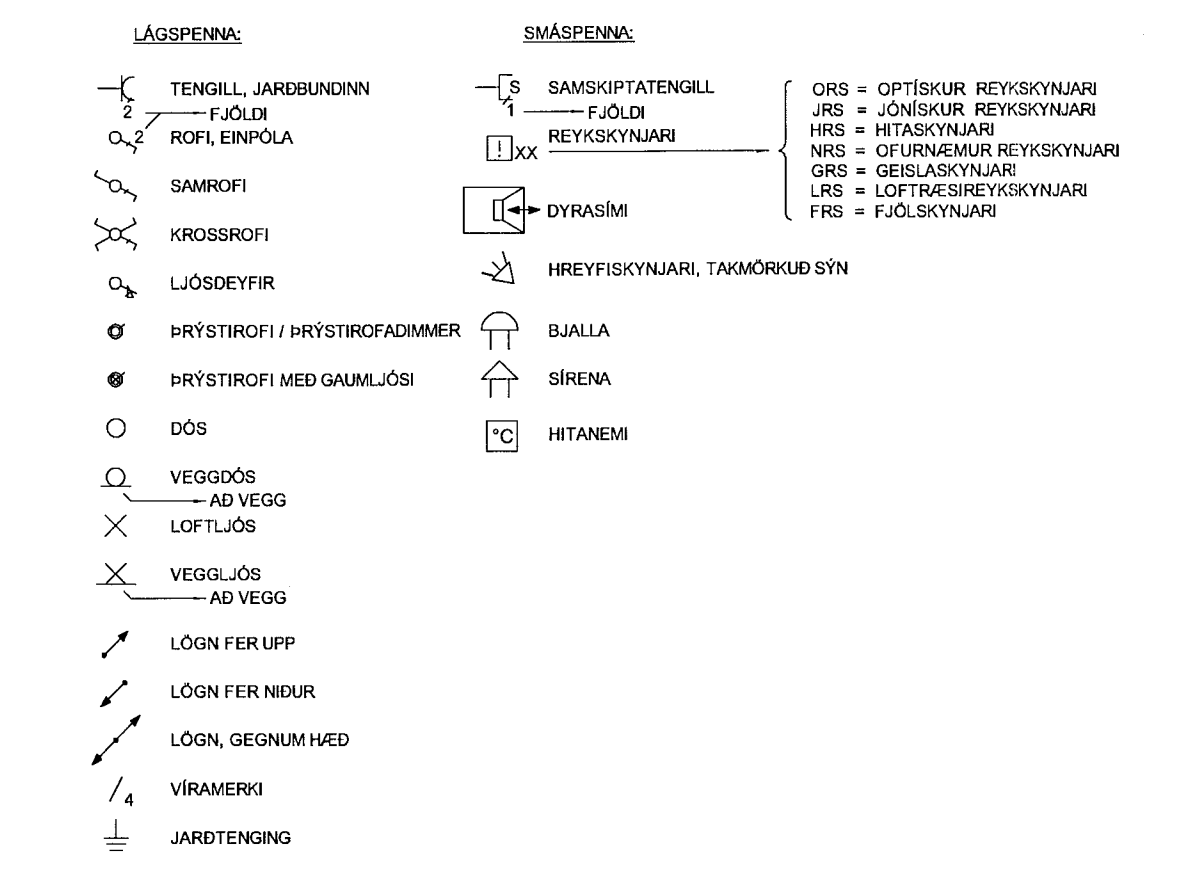 LÁGSPENNA:
TENGILL, JARÐBUNDINN
2
FJÖLDI
2
ROFI, EINPÓLA
SAMROFI
KROSSROFI
LJÓSDEYFIR
ÞRÝSTIROFI / ÞRÝSTIROFADIMMER
ÞRÝSTIROFI MEÐ GAUMLJÓSI
DÓS
VEGGDÓS
AÐ VEGG
LOFTLJÓS
VEGGLJÓS
AÐ VEGG
LÖGN FER UPP
LÖGN FER NIÐUR
LÖGN, GEGNUM HÆÐ
4
VÍRAMERKI
JARÐTENGING
SMÁSPENNA:
S
SAMSKIPTATENGILL
1
FJÖLDI
! XX
REYKSKYNJARI
DYRASÍMI
HREYFISKYNJARI, TAKMÖRKUÐ SÝN
BJALLA
SÍRENA
°C
HITANEMI
ORS = OPTÍSKUR REYKSKYNJARI
JRS = JÓNÍSKUR REYKSKYNJARI
HRS = HITASKYNJARI
NRS = OFURNÆMUR REYKSKYNJARI
GRS = GEISLASKYNJARI
LRS = LOFTRÆSIREYKSKYNJARI
FRS = FJÖLSKYNJARI